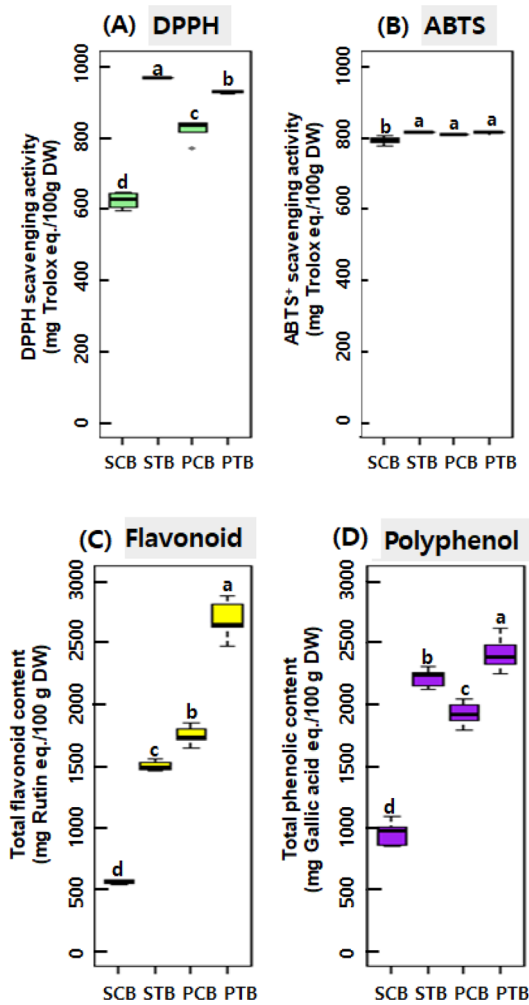 (A) DPPH
DPPH scavenging activity
(mg Trolox eq./100g DW)
1000
800
600
400
200
0
d
a
c
b
SCB STB PCB PTB
(B) ABTS
ABTS⁺ scavenging activity
(mg Trolox eq./100g DW)
1000
800
600
400
200
0
b
a
a
a
SCB STB PCB PTB
(C) Flavonoid
Total flavonoid content
(mg Rutin eq./100 g DW)
3000
2500
2000
1500
1000
500
0
d
c
b
a
SCB STB PCB PTB
(D) Polyphenol
Total phenolic content
(mg Gallic acid eq./100 g DW)
3000
2500
2000
1500
1000
500
0
d
b
c
a
SCB STB PCB PTB